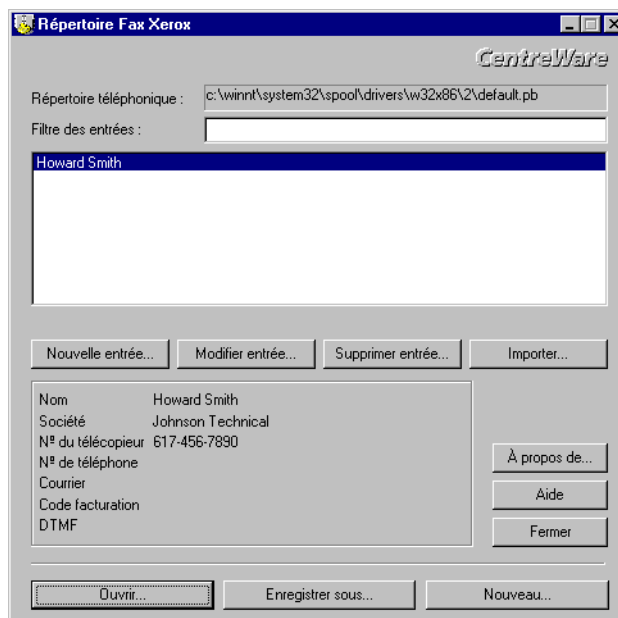 Répertoire Fax Xerox
CentreWare
Répertoire téléphonique : c:\winnt\system32\spool\drivers\w32x86\2\default.pb
Filtre des entrées :
Howard Smith
Nouvelle entrée... Modifier entrée... Supprimer entrée... Importer...
Nom Howard Smith
Société Johnson Technical
Nª du télécopieur 617-456-7890
Nª de téléphone
Courrier
Code facturation
DTMF
À propos de...
Aide
Fermer
Ouvrir... Enregistrer sous... Nouveau...